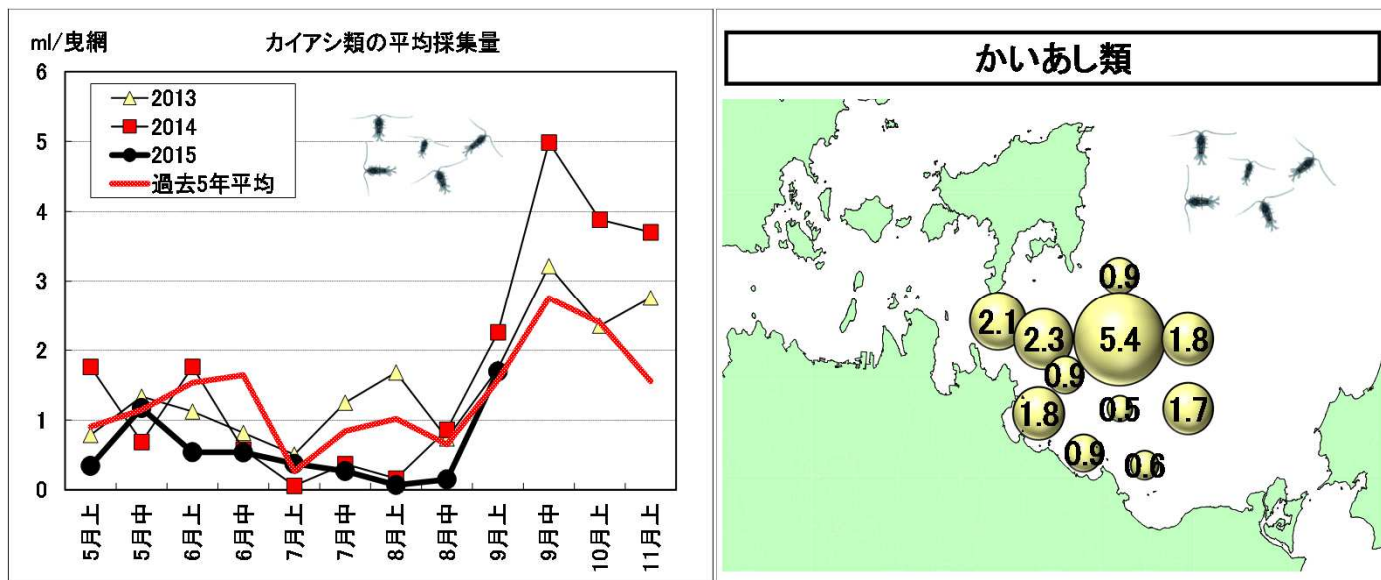 ml/曳網
カイアシ類の平均採集量
6
5
4
3
2
1
0
2013
2014
2015
過去5年平均
5月上
5月中
6月上
6月中
7月上
7月中
8月上
8月中
9月上
9月中
10月上
11月上
かいあし類
0.9
2.1
2.3
5.4
1.8
0.9
1.8
0.5
1.7
0.9
0.6